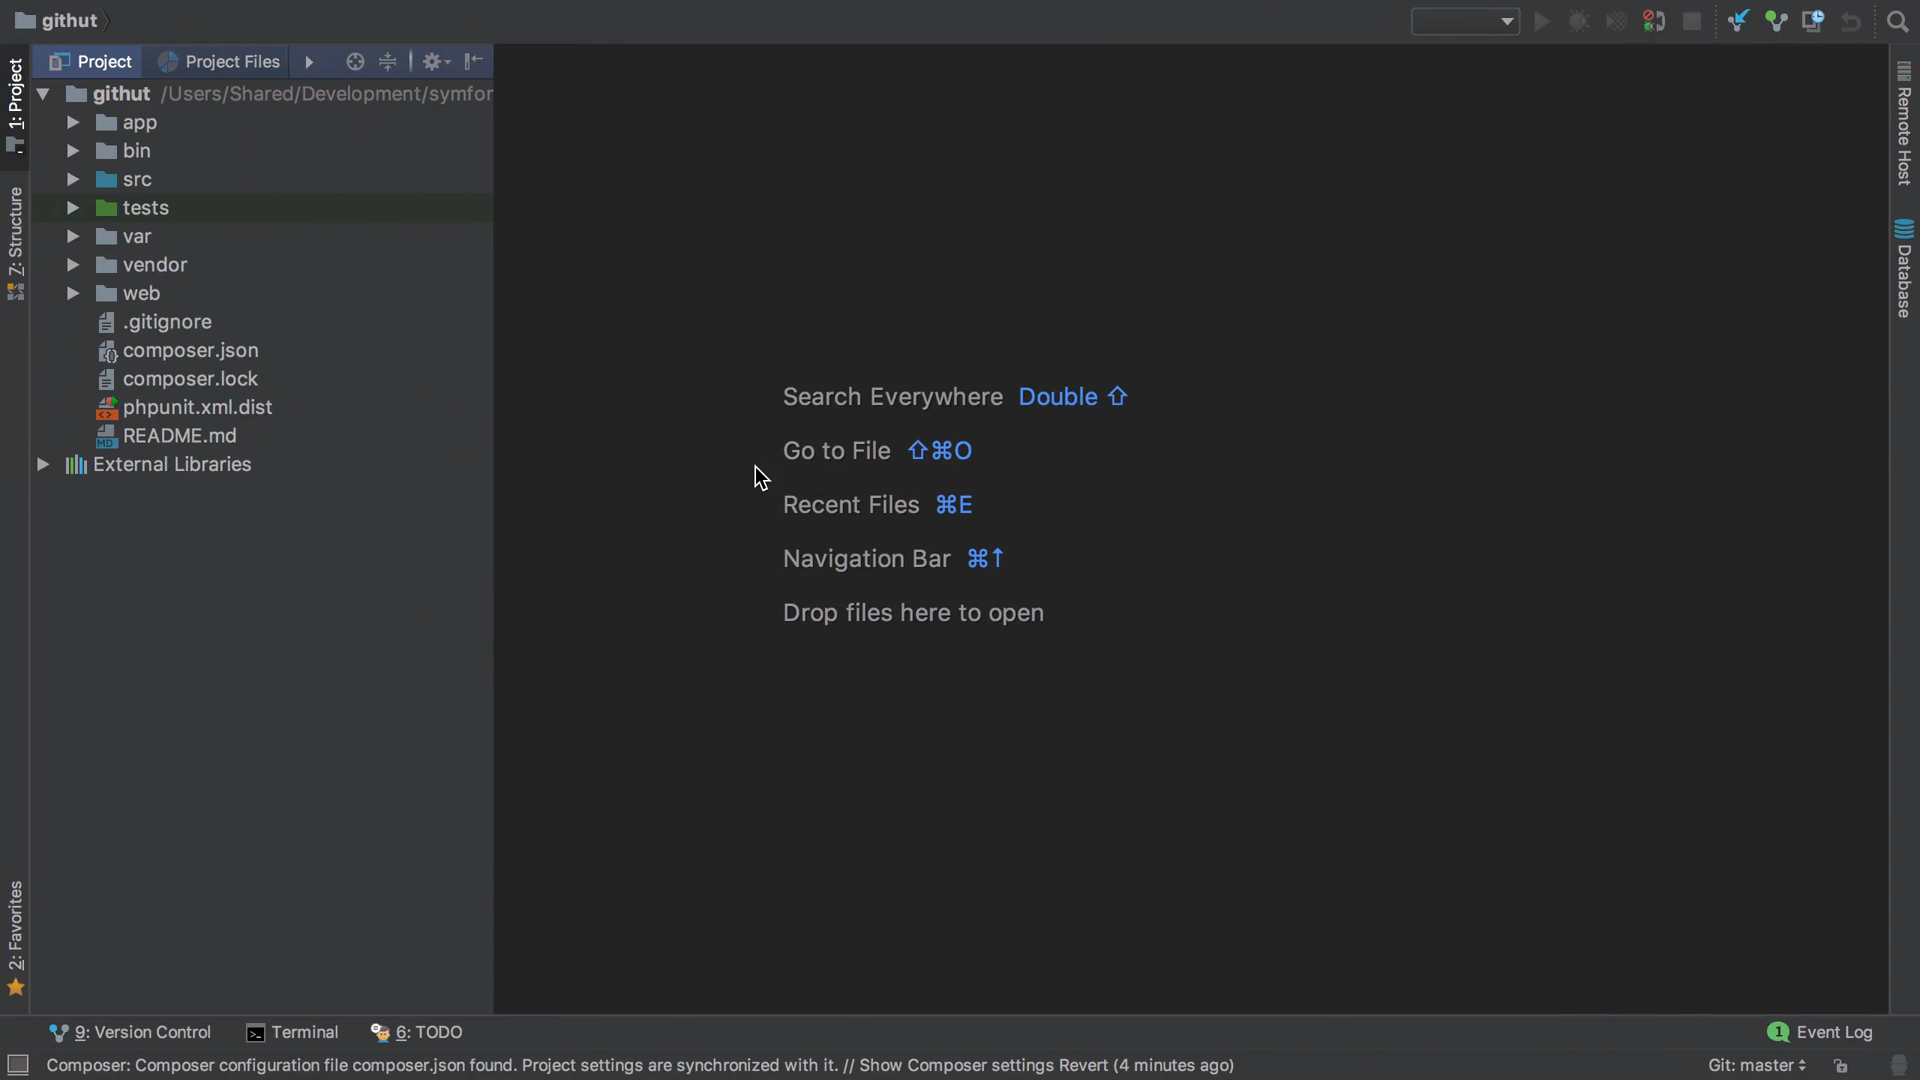 githut
Project
Project Files
1: Project
7: Structure
2: Favorites
githut /Users/Shared/Development/symfor
app
bin
src
tests
var
vendor
web
.gitignore
composer.json
composer.lock
phpunit.xml.dist
MD README.md
External Libraries
Search Everywhere Double ⇧
Go to File ⇧⌘O
Recent Files ⌘E
Navigation Bar ⌘↑
Drop files here to open
Remote Host
Database
9: Version Control
Terminal
6: TODO
1 Event Log
Composer: Composer configuration file composer.json found. Project settings are synchronized with it. // Show Composer settings Revert (4 minutes ago)
Git: master